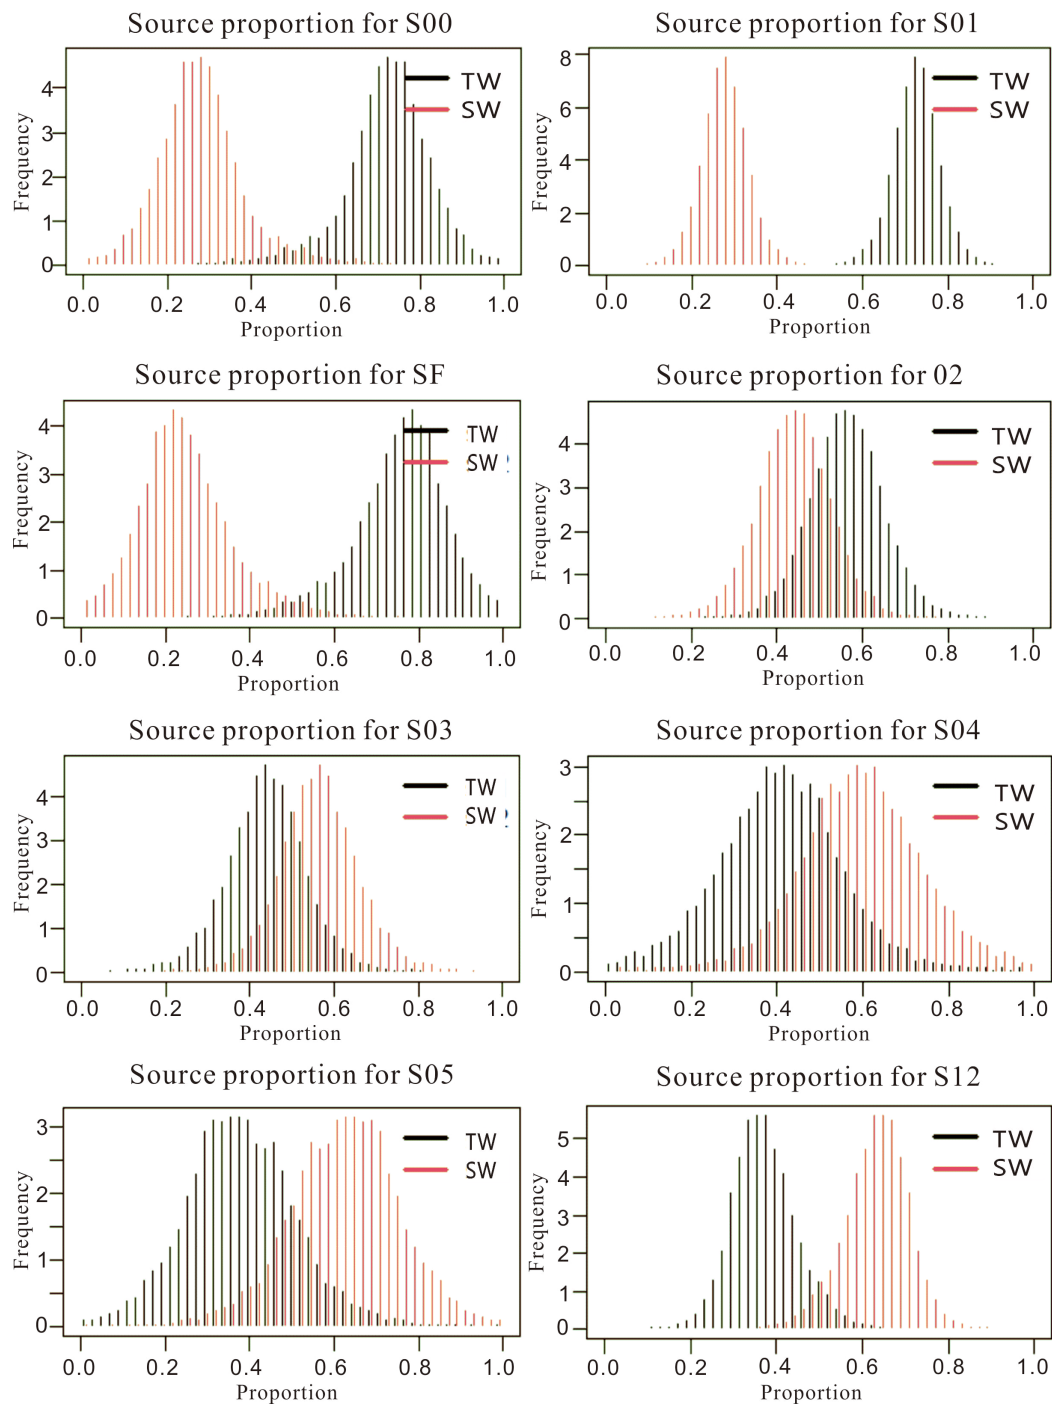 Source proportion for S00
Frequency
4
3
2
1
0
TW
SW
0.0 0.2 0.4 0.6 0.8 1.0
Proportion
Source proportion for S01
Frequency
8
6
4
2
0
TW
SW
0.0 0.2 0.4 0.6 0.8 1.0
Proportion
Source proportion for SF
Frequency
4
3
2
1
0
TW
SW
0.0 0.2 0.4 0.6 0.8 1.0
Proportion
Source proportion for 02
Frequency
4
3
2
1
0
TW
SW
0.0 0.2 0.4 0.6 0.8 1.0
Proportion
Source proportion for S03
Frequency
4
3
2
1
0
TW
SW
0.0 0.2 0.4 0.6 0.8 1.0
Proportion
Source proportion for S04
Frequency
3
2
1
0
TW
SW
0.0 0.2 0.4 0.6 0.8 1.0
Proportion
Source proportion for S05
Frequency
3
2
1
0
TW
SW
0.0 0.2 0.4 0.6 0.8 1.0
Proportion
Source proportion for S12
Frequency
5
4
3
2
1
0
TW
SW
0.0 0.2 0.4 0.6 0.8 1.0
Proportion